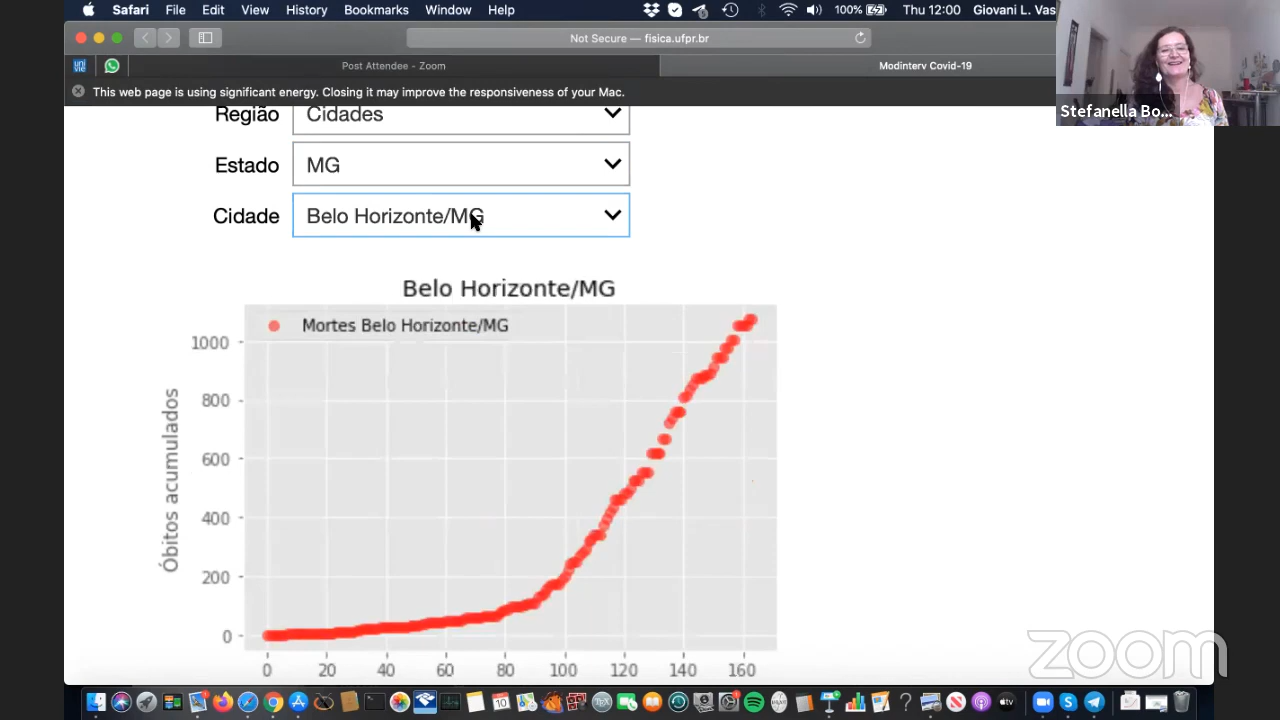 Safari File Edit View History Bookmarks Window Help 100% Thu 12:00 Giovani L. Vas
Not Secure — fisica.ufpr.br
Post Attendee - Zoom
Modinterv Covid-19
This web page is using significant energy. Closing it may improve the responsiveness of your Mac.
Stefanella Bo...
Região Cidades
Estado MG
Cidade Belo Horizonte/MG
Belo Horizonte/MG
Mortes Belo Horizonte/MG
1000
800
600
400
200
0
Óbitos acumulados
0 20 40 60 80 100 120 140 160
zoom